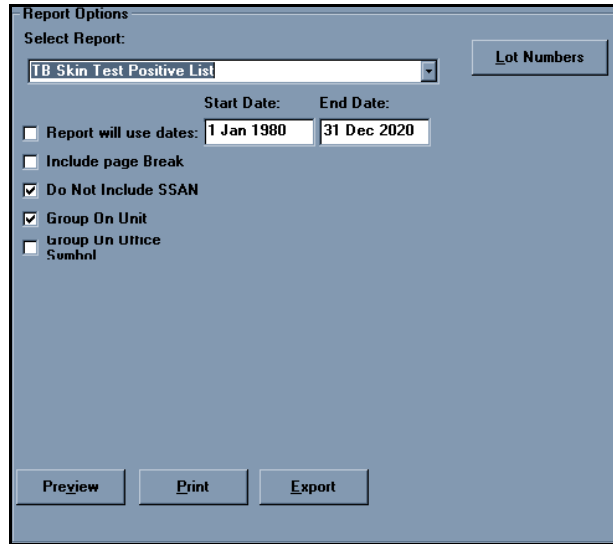 Report Options
Select Report:
Lot Numbers
TB Skin Test Positive List
Start Date: End Date:
Report will use dates: 1 Jan 1980 31 Dec 2020
Include page Break
Do Not Include SSAN
Group On Unit
Group On Office
Symbol
Preview Print Export